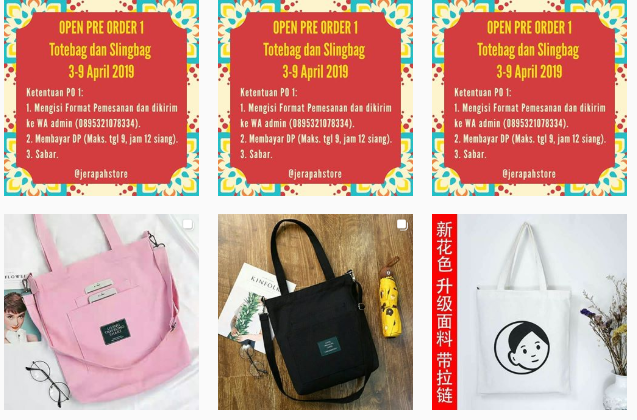 OPEN PRE ORDER 1
Totebag dan Slingbag
3-9 April 2019
Ketentuan PO 1:
1. Mengisi Format Pemesanan dan dikirim
ke WA admin (0895321078334).
2. Membayar DP (Maks. tgl 9, jam 12 siang).
3. Sabar.
@jerapahstore
OPEN PRE ORDER 1
Totebag dan Slingbag
3-9 April 2019
Ketentuan PO 1:
1. Mengisi Format Pemesanan dan dikirim
ke WA admin (0895321078334).
2. Membayar DP (Maks. tgl 9, jam 12 siang).
3. Sabar.
@jerapahstore
OPEN PRE ORDER 1
Totebag dan Slingbag
3-9 April 2019
Ketentuan PO 1:
1. Mengisi Format Pemesanan dan dikirim
ke WA admin (0895321078334).
2. Membayar DP (Maks. tgl 9, jam 12 siang).
3. Sabar.
@jerapahstore
新花色 升级面料 带拉链